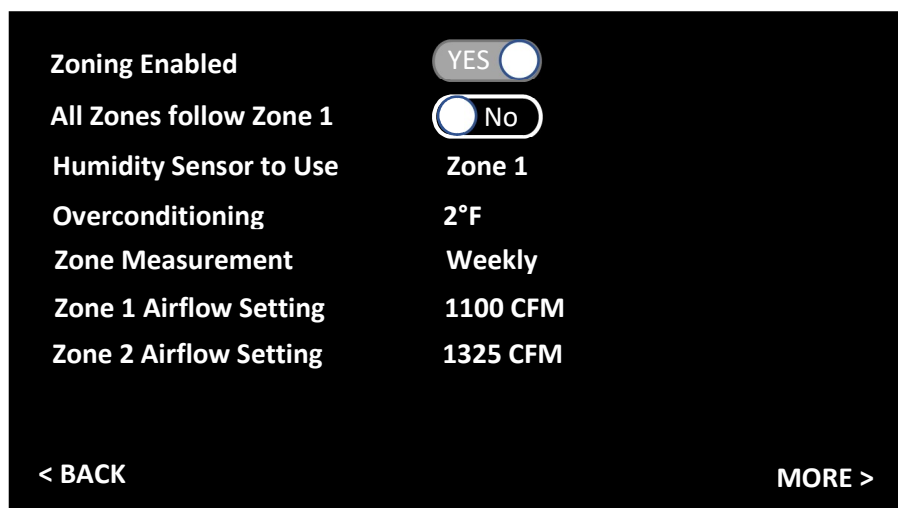 Zoning Enabled YES
All Zones follow Zone 1 No
Humidity Sensor to Use Zone 1
Overconditioning 2°F
Zone Measurement Weekly
Zone 1 Airflow Setting 1100 CFM
Zone 2 Airflow Setting 1325 CFM
< BACK MORE >